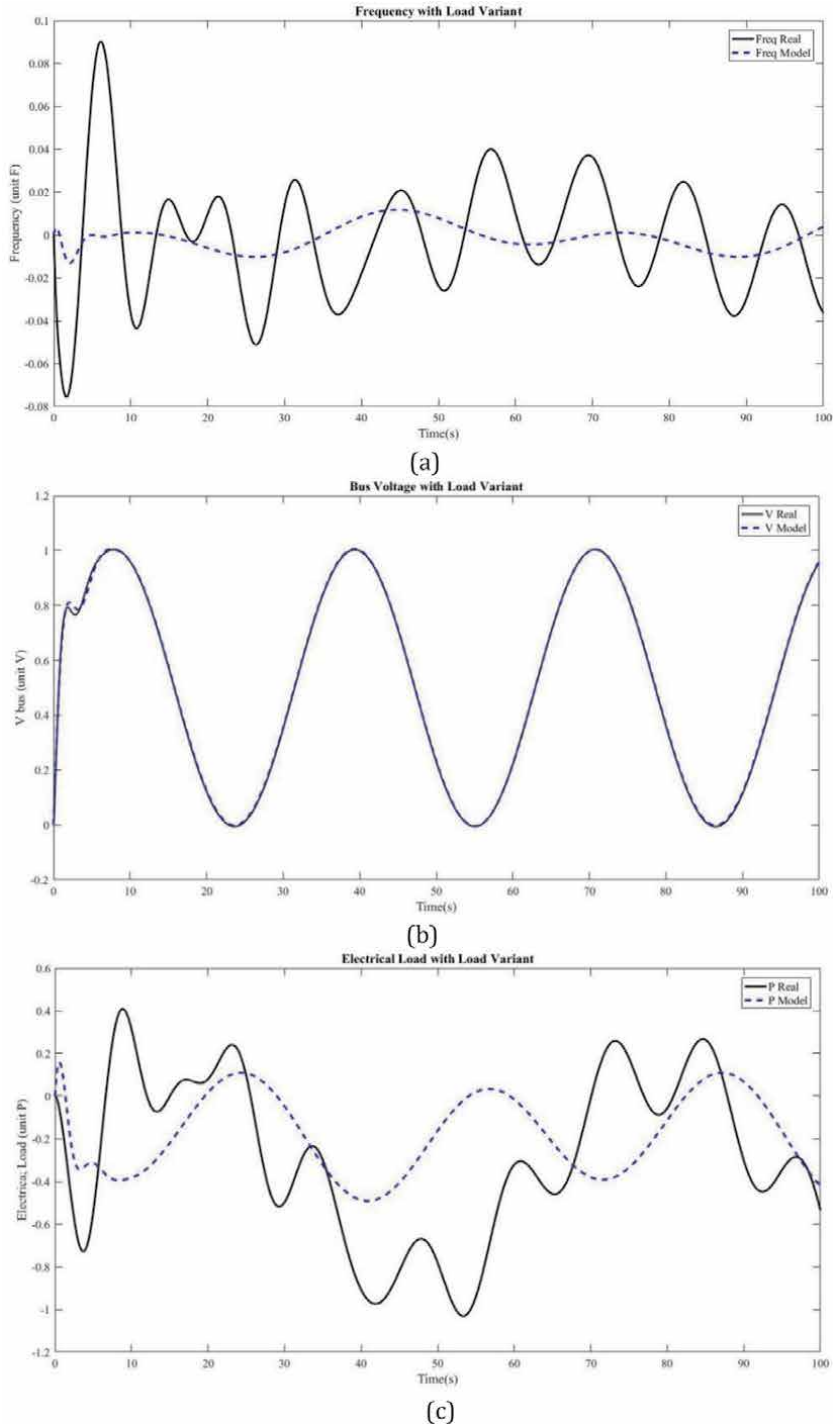 Frequency with Load Variant
Freq Real
Freq Model
0.1
0.08
0.06
0.04
0.02
0
-0.02
-0.04
-0.06
-0.08
Frequency (unit F)
0 10 20 30 40 50 60 70 80 90 100
Time(s)
(a)
Bus Voltage with Load Variant
V Real
V Model
1.2
1
0.8
0.6
0.4
0.2
0
-0.2
V bus (unit V)
0 10 20 30 40 50 60 70 80 90 100
Time(s)
(b)
Electrical Load with Load Variant
P Real
P Model
0.6
0.4
0.2
0
-0.2
-0.4
-0.6
-0.8
-1
-1.2
Electrica; Load (unit P)
0 10 20 30 40 50 60 70 80 90 100
Time(s)
(c)